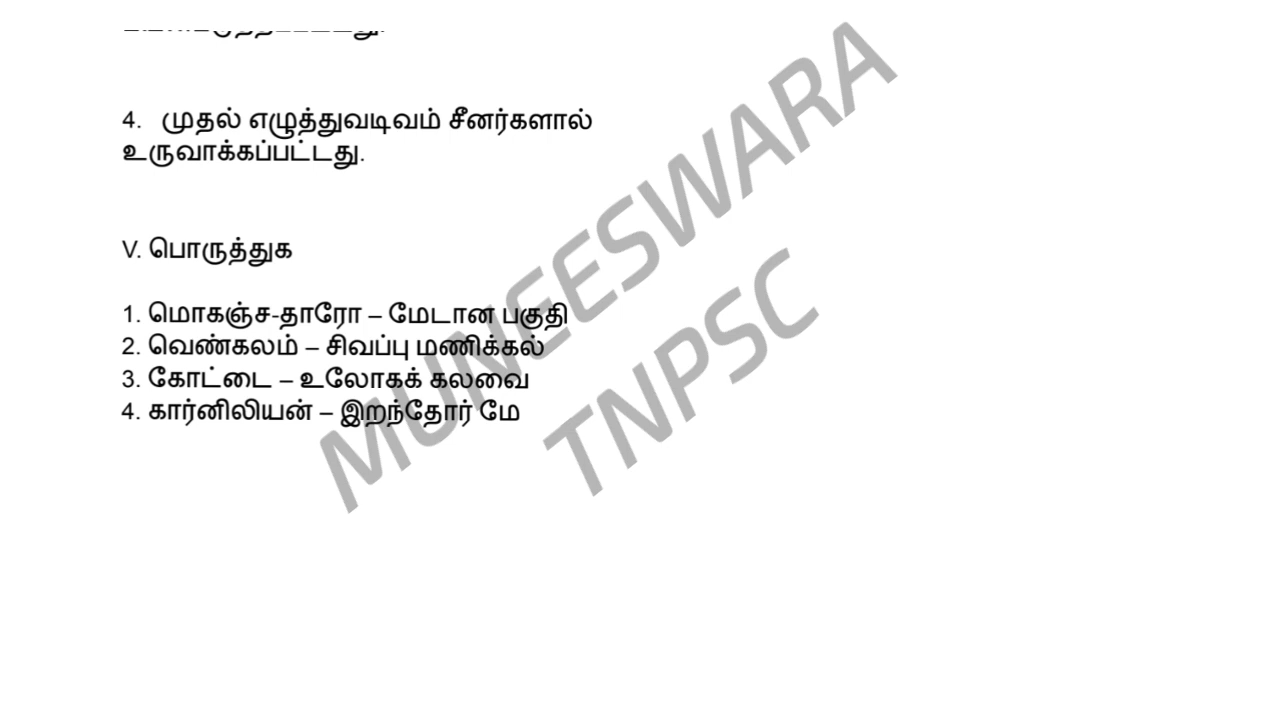 4. முதல் எழுத்துவடிவம் சீனர்களால்
உருவாக்கப்பட்டது.
V. பொருத்துக
1. மொகஞ்ச-தாரோ – மேடான பகுதி
2. வெண்கலம் – சிவப்பு மணிக்கல்
3. கோட்டை – உலோகக் கலவை
4. கார்னிலியன் – இறந்தோர் மே
MUNEESWARA
TNPSC